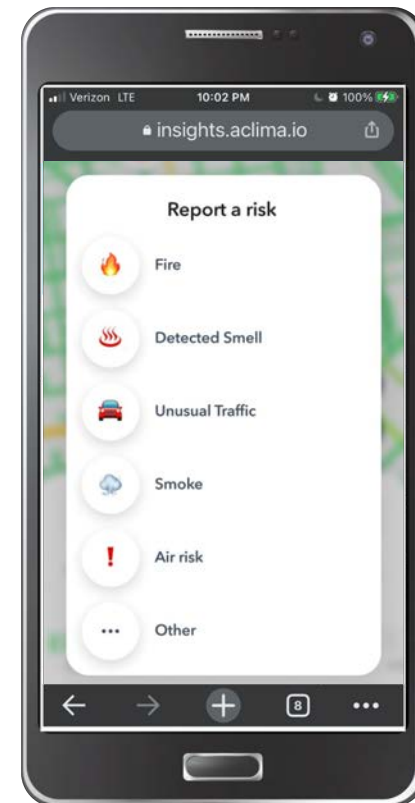 Verizon LTE 10:02 PM 100%
insights.aclima.io
Report a risk
Fire
Detected Smell
Unusual Traffic
Smoke
Air risk
Other
8